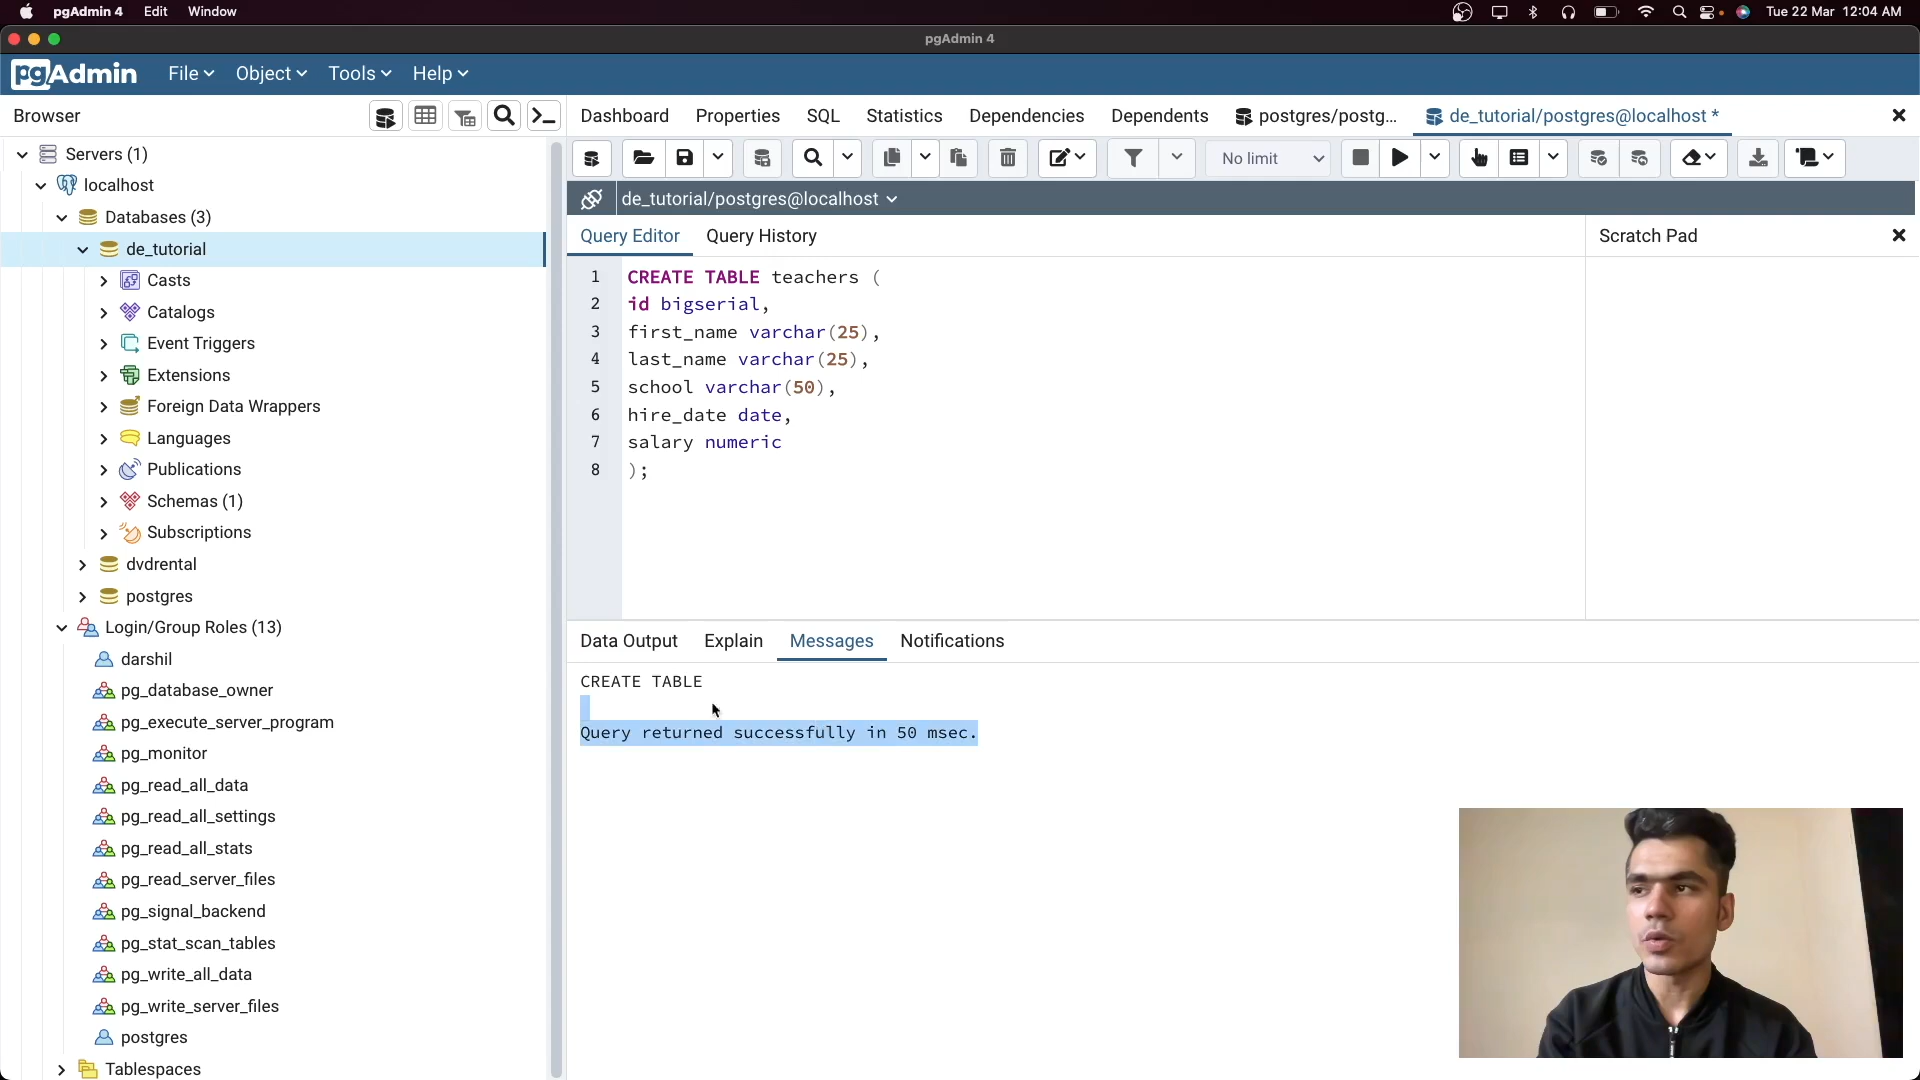 pgAdmin 4 Edit Window
Tue 22 Mar 12:04 AM
pgAdmin 4
pgAdmin File Object Tools Help
Browser
Servers (1)
localhost
Databases (3)
de_tutorial
Casts
Catalogs
Event Triggers
Extensions
Foreign Data Wrappers
Languages
Publications
Schemas (1)
Subscriptions
dvdrental
postgres
Login/Group Roles (13)
darshil
pg_database_owner
pg_execute_server_program
pg_monitor
pg_read_all_data
pg_read_all_settings
pg_read_all_stats
pg_read_server_files
pg_signal_backend
pg_stat_scan_tables
pg_write_all_data
pg_write_server_files
postgres
Tablespaces
Dashboard Properties SQL Statistics Dependencies Dependents postgres/postg... de_tutorial/postgres@localhost *
No limit
de_tutorial/postgres@localhost
Query Editor Query History
Scratch Pad
1 CREATE TABLE teachers (
2 id bigserial,
3 first_name varchar(25),
4 last_name varchar(25),
5 school varchar(50),
6 hire_date date,
7 salary numeric
8 );
Data Output Explain Messages Notifications
CREATE TABLE
Query returned successfully in 50 msec.